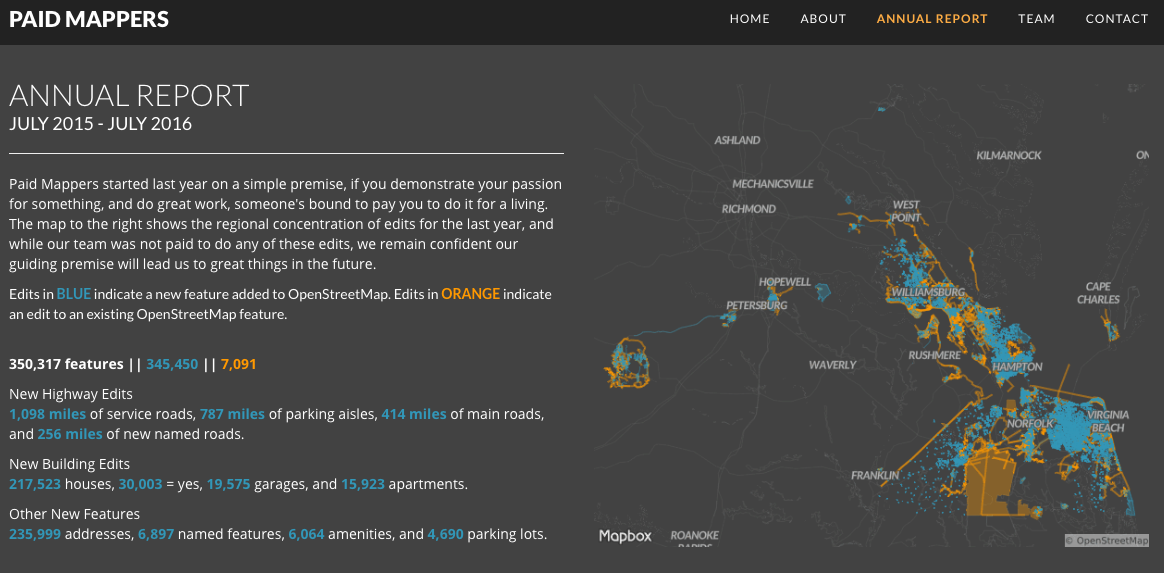 PAID MAPPERS
HOME ABOUT ANNUAL REPORT TEAM CONTACT
ANNUAL REPORT
JULY 2015 - JULY 2016
Paid Mappers started last year on a simple premise, if you demonstrate your passion
for something, and do great work, someone's bound to pay you to do it for a living.
The map to the right shows the regional concentration of edits for the last year, and
while our team was not paid to do any of these edits, we remain confident our
guiding premise will lead us to great things in the future.
Edits in BLUE indicate a new feature added to OpenStreetMap. Edits in ORANGE indicate
an edit to an existing OpenStreetMap feature.
350,317 features || 345,450 || 7,091
New Highway Edits
1,098 miles of service roads, 787 miles of parking aisles, 414 miles of main roads,
and 256 miles of new named roads.
New Building Edits
217,523 houses, 30,003 = yes, 19,575 garages, and 15,923 apartments.
Other New Features
235,999 addresses, 6,897 named features, 6,064 amenities, and 4,690 parking lots.
ASHLAND
KILMARNOCK
ON
MECHANICSVILLE
RICHMOND
WEST
POINT
HOPEWELL
WILLIAMSBURG
CAPE
CHARLES
PETERSBURG
RUSHMERE
WAVERLY
HAMPTON
VIRGINIA
BEACH
NORFOLK
FRANKLIN
Mapbox
ROANOKE
RAPIDS
© OpenStreetMap